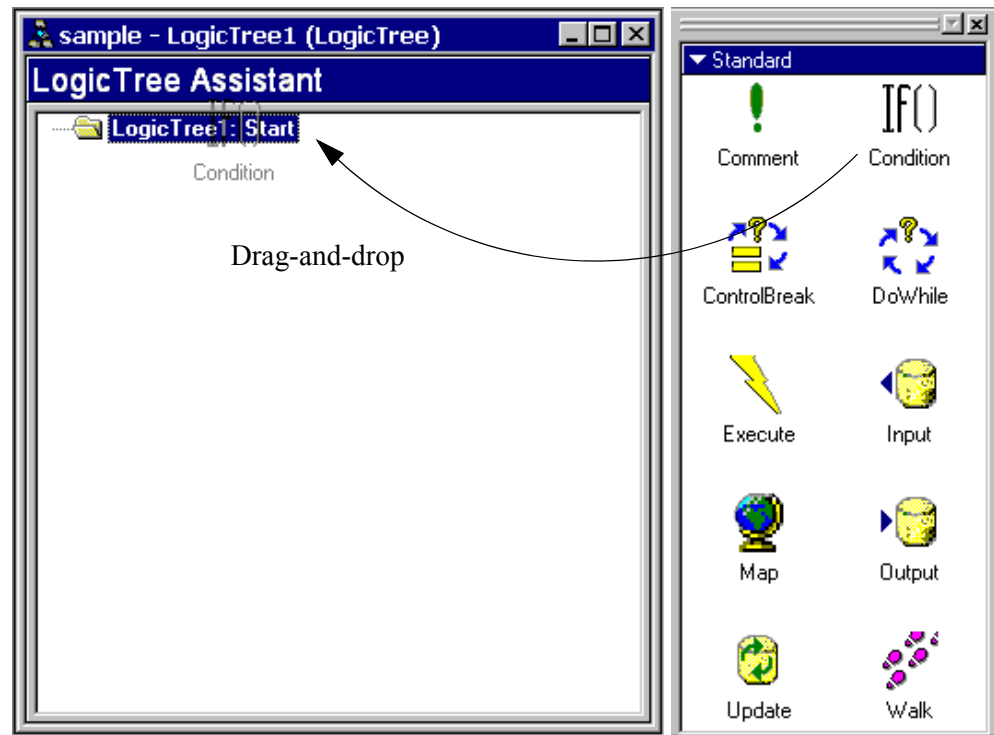 sample - LogicTree1 (LogicTree)
LogicTree Assistant
LogicTree1: Start
IF()
Condition
Drag-and-drop
Standard
IF()
Comment
Condition
ControlBreak
DoWhile
Execute
Input
Map
Output
Update
Walk